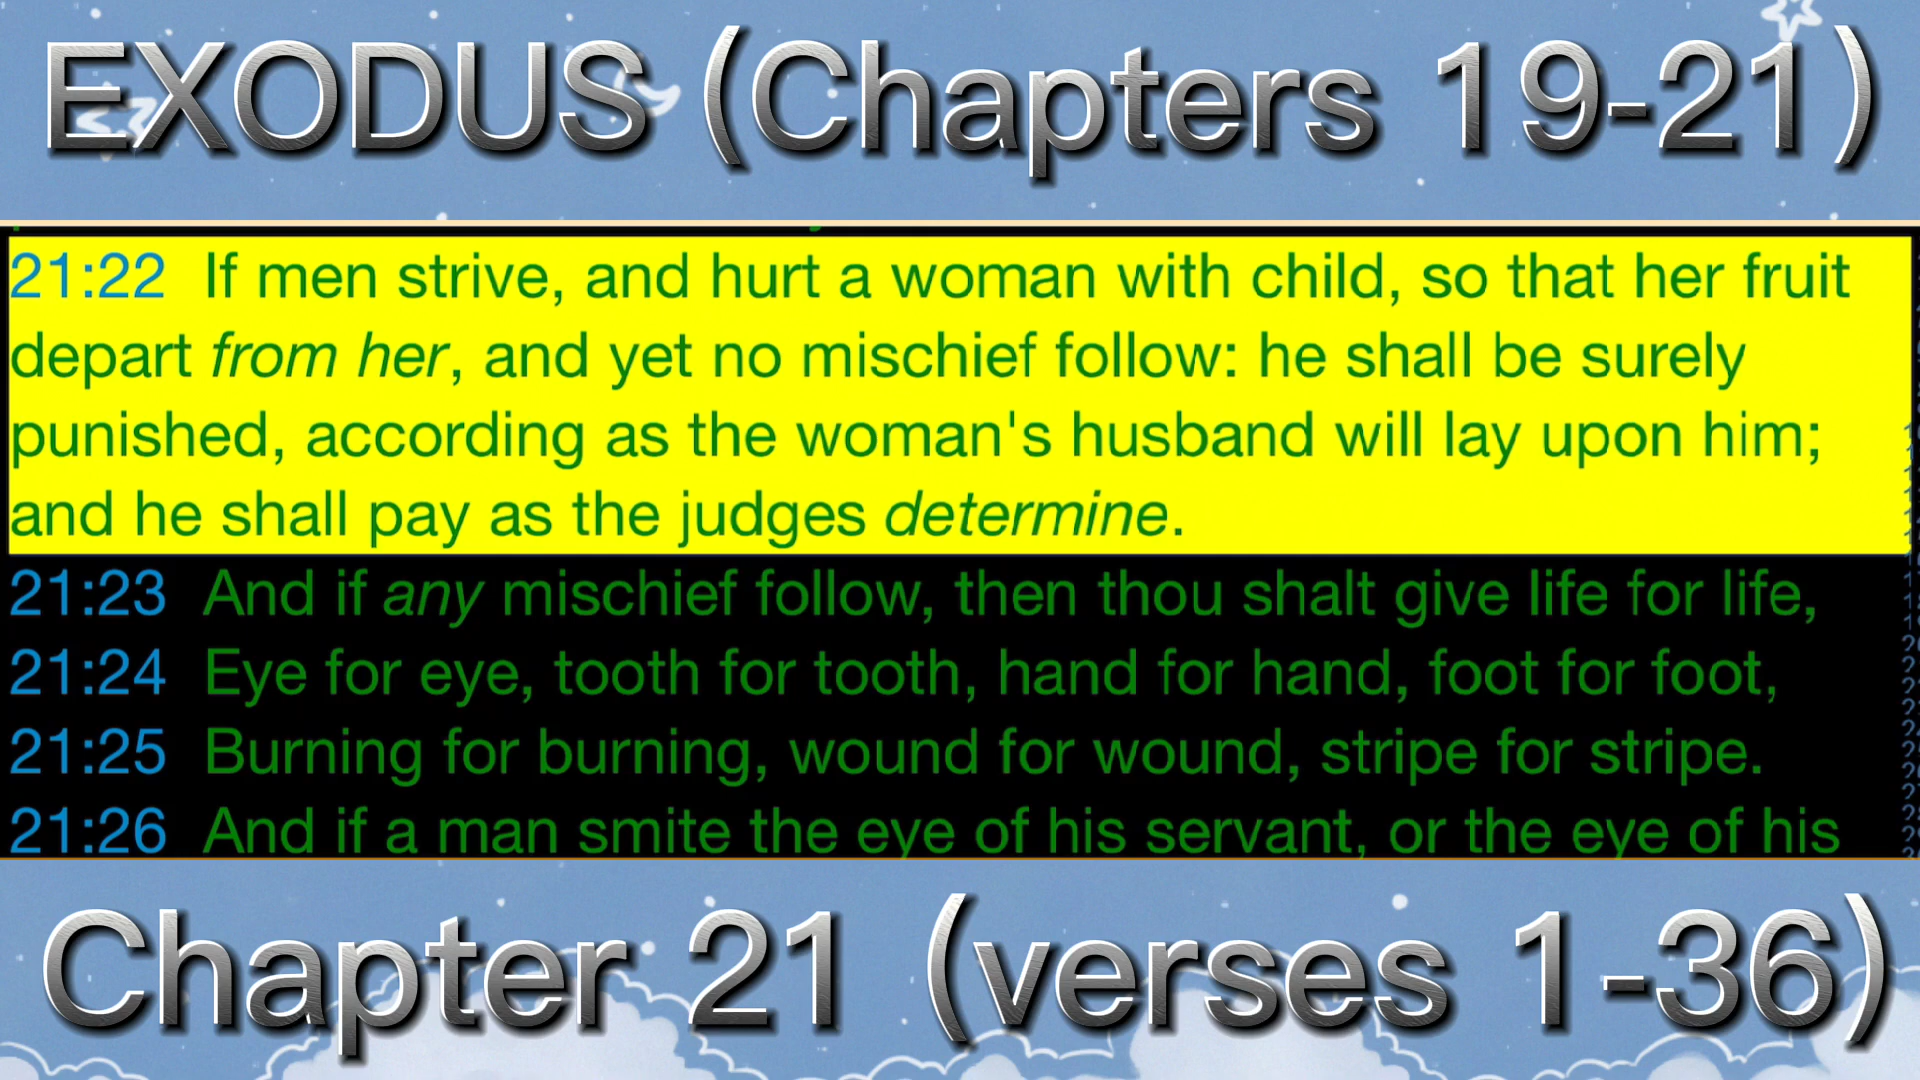 EXODUS (Chapters 19-21)
21:22 If men strive, and hurt a woman with child, so that her fruit
depart from her, and yet no mischief follow: he shall be surely
punished, according as the woman's husband will lay upon him;
and he shall pay as the judges determine.
21:23 And if any mischief follow, then thou shalt give life for life,
21:24 Eye for eye, tooth for tooth, hand for hand, foot for foot,
21:25 Burning for burning, wound for wound, stripe for stripe.
21:26 And if a man smite the eye of his servant, or the eye of his
Chapter 21 (verses 1-36)